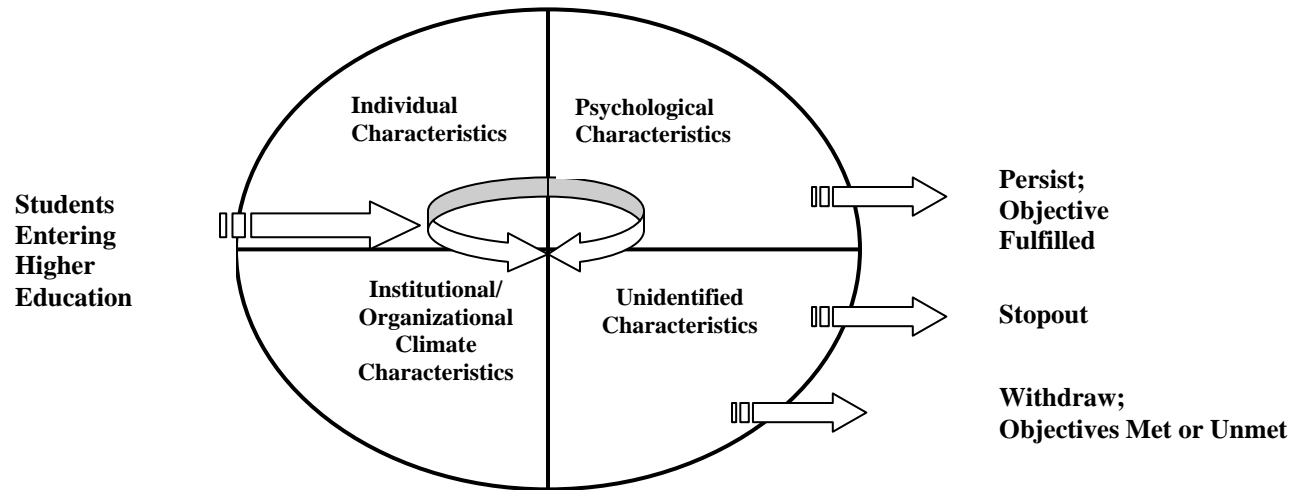 Students
Entering
Higher
Education
Individual
Characteristics
Psychological
Characteristics
Institutional/
Organizational
Climate
Characteristics
Unidentified
Characteristics
Persist;
Objective
Fulfilled
Stopout
Withdraw;
Objectives Met or Unmet